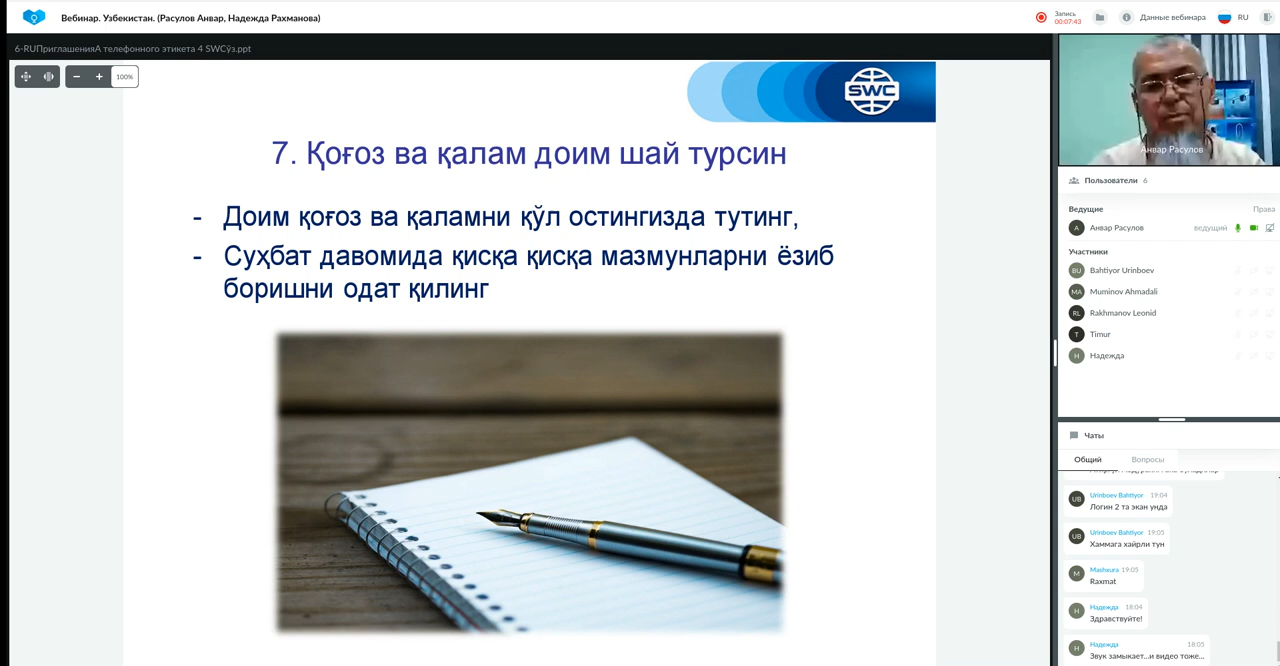 Вебинар. Узбекистан. (Расулов Анвар, Надежда Рахманова)
Запись
00:07:43
Данные вебинара
RU
6-RUПриглашенияА телефонного этикета 4 SWCўз.ppt
100%
SWC
7. Қоғоз ва қалам доим шай турсин
- Доим қоғоз ва қаламни қўл остингизда тутинг,
- Суҳбат давомида қисқа қисқа мазмунларни ёзиб
боришни одат қилинг
Анвар Расулов
Пользователи 6
Ведущие Права
А Анвар Расулов ведущий
Участники
BU Bahtiyor Urinboev
MA Muminov Ahmadali
RL Rakhmanov Leonid
T Timur
Н Надежда
Чаты
Общий Вопросы
UB Urinboev Bahtiyor 19:04
Логин 2 та экан унда
UB Urinboev Bahtiyor 19:05
Хаммага хайрли тун
M Mashxura 19:05
Raxmat
Н Надежда 18:04
Здравствуйте!
Н Надежда 18:05
Звук замыкает...и видео тоже...